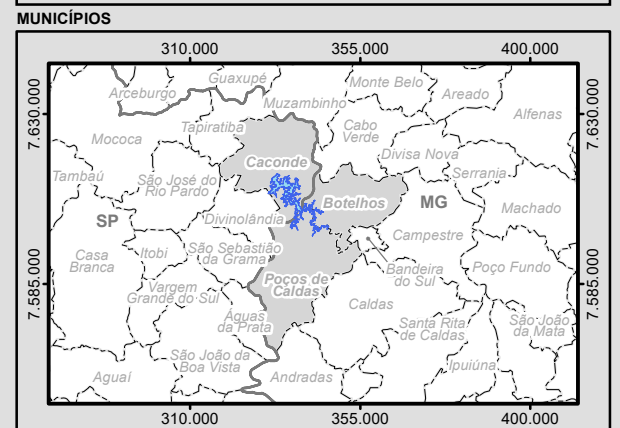 MUNICÍPIOS
310.000 355.000 400.000
7.630.000
7.630.000
Guaxupé
Monte Belo
Arceburgo
Areado
Muzambinho
Alfenas
Tapiratiba
Cabo
Verde
Mococa
Divisa Nova
Caconde
Tambaú
São José do
Rio Pardo
Serrania
Botelhos
MG
Machado
SP
Divinolândia
Campestre
Casa
Branca
Itobi
São Sebastião
da Grama
Bandeira
do Sul
Poço Fundo
Poços de
Caldas
Vargem
Grande do Sul
7.585.000
7.585.000
Caldas
Águas
da Prata
Santa Rita
de Caldas
São João
da Mata
São João da
Boa Vista
Ipuiúna
Aguaí
Andradas
310.000 355.000 400.000